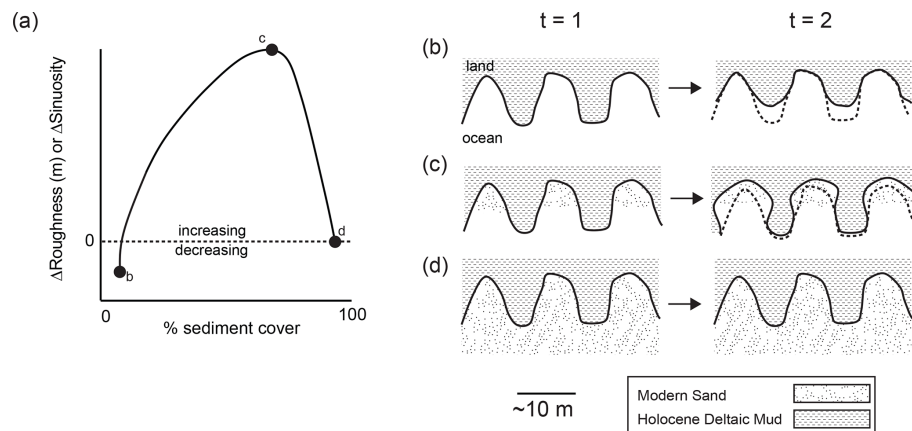 (a)
c
ΔRoughness (m) or ΔSinuosity
0
increasing
decreasing
b
d
0
100
% sediment cover
t = 1
t = 2
(b)
land
ocean
(c)
(d)
~10 m
Modern Sand
Holocene Deltaic Mud